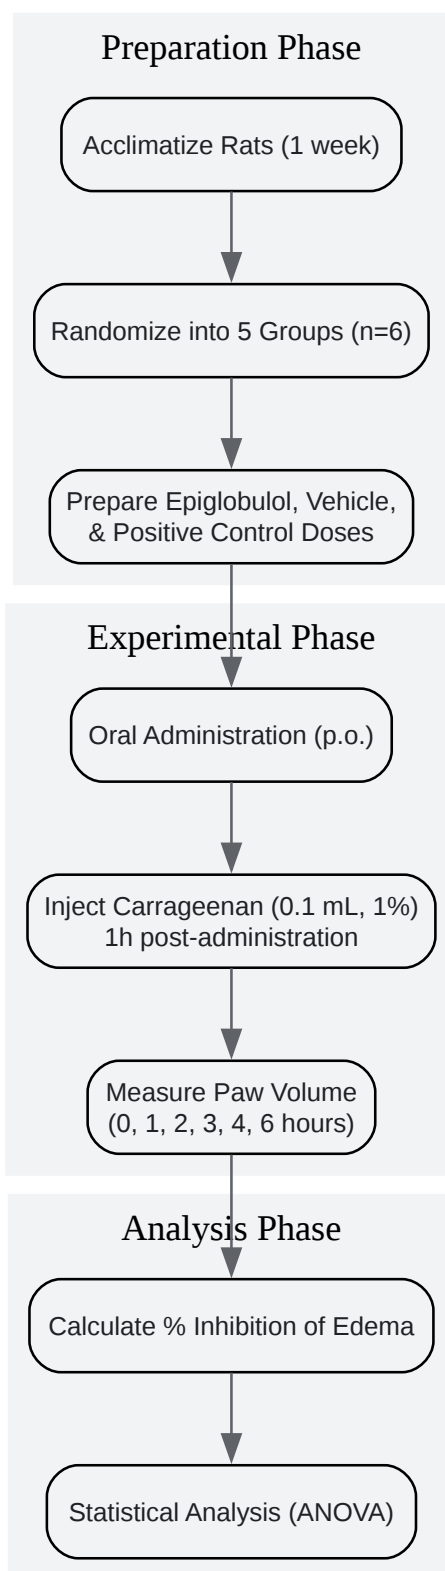 Preparation Phase
Acclimatize Rats (1 week)
Randomize into 5 Groups (n=6)
Prepare Epiglobulol, Vehicle,
& Positive Control Doses
Experimental Phase
Oral Administration (p.o.)
Inject Carrageenan (0.1 mL, 1%)
1h post-administration
Measure Paw Volume
(0, 1, 2, 3, 4, 6 hours)
Analysis Phase
Calculate % Inhibition of Edema
Statistical Analysis (ANOVA)